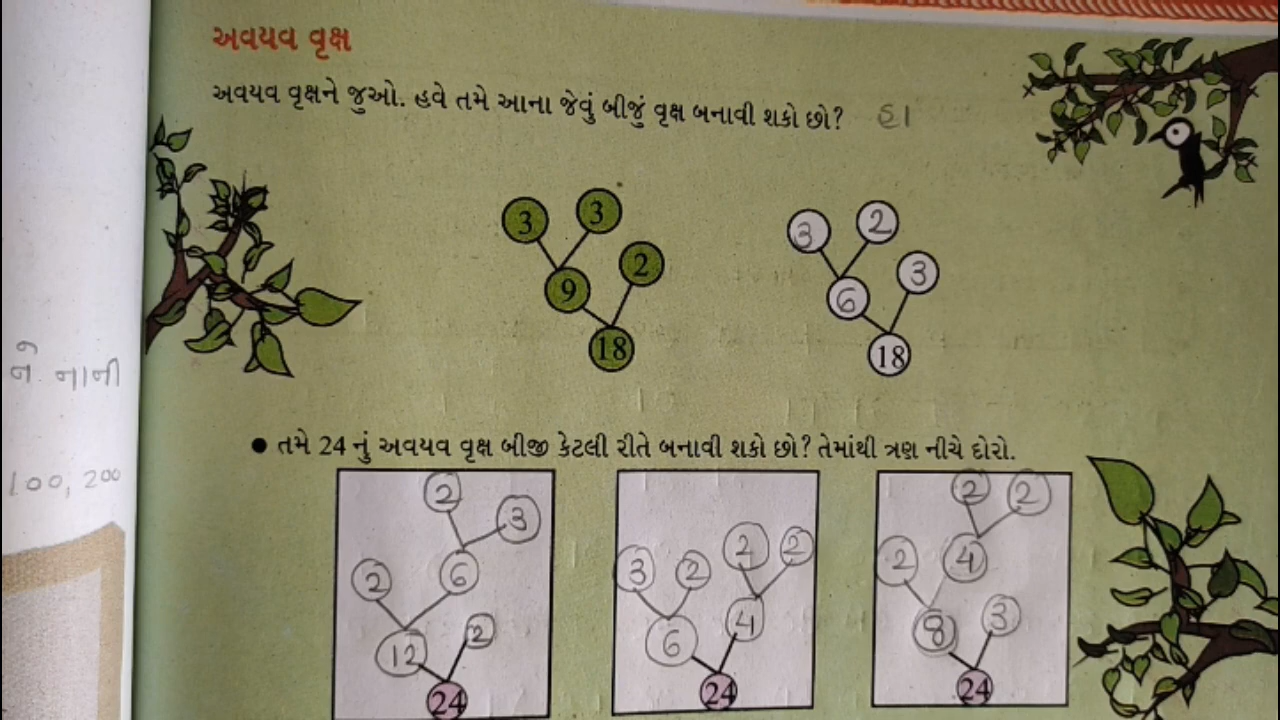 અવયવ વૃક્ષ
અવયવ વૃક્ષને જુઓ. હવે તમે આના જેવું બીજું વૃક્ષ બનાવી શકો છો? હા
3 3 3 2
9 2 6 3
18 18
નાની
• તમે 24 નું અવયવ વૃક્ષ બીજી કેટલી રીતે બનાવી શકો છો? તેમાંથી ત્રણ નીચે દોરો.
100, 200
2 3
2 6
12 2
24
3 2 2 2
6 4
24
2 2
2 4
8 3
24